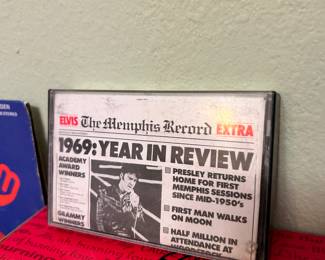 ELVIS The Memphis Record EXTRA
1969: YEAR IN REVIEW
ACADEMY
AWARD
WINNERS
GRAMMY
WINNERS
PRESLEY RETURNS
HOME FOR FIRST
MEMPHIS SESSIONS
SINCE MID-1950's
FIRST MAN WALKS
ON MOON
HALF MILLION IN
ATTENDANCE AT
WOODSTOCK